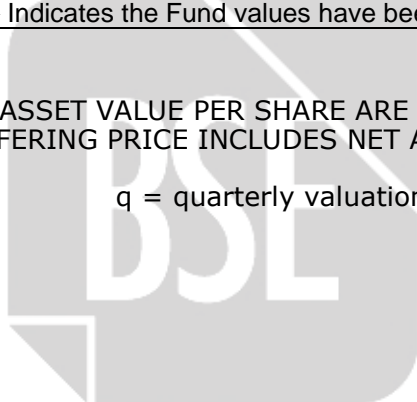 Indicates the Fund values have bee
ASSET VALUE PER SHARE ARE
FERING PRICE INCLUDES NET A
q = quarterly valuation
BSE